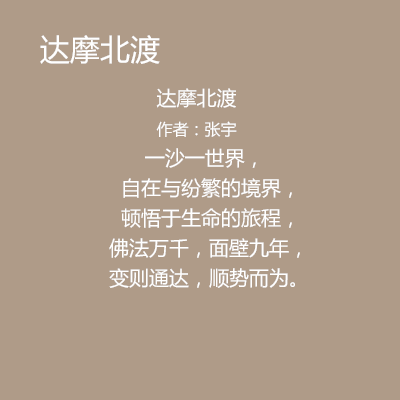 达摩北渡
达摩北渡
作者：张宇
一沙一世界，
自在与纷繁的境界，
顿悟于生命的旅程，
佛法万千，面壁九年，
变则通达，顺势而为。